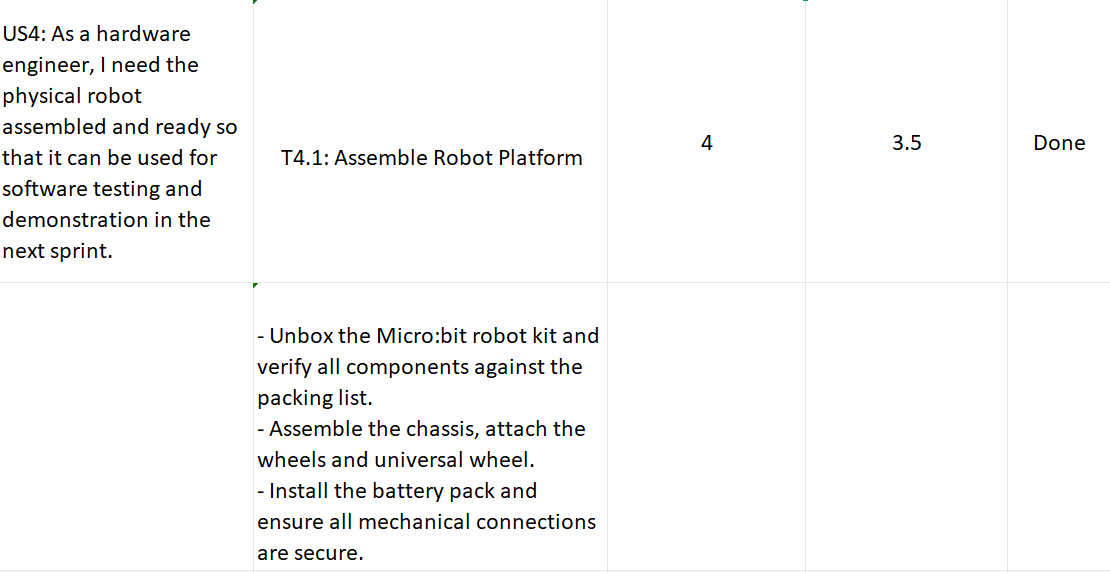 US4: As a hardware
engineer, I need the
physical robot
assembled and ready so
that it can be used for
software testing and
demonstration in the
next sprint.
T4.1: Assemble Robot Platform
4
3.5
Done
- Unbox the Micro:bit robot kit and
verify all components against the
packing list.
- Assemble the chassis, attach the
wheels and universal wheel.
- Install the battery pack and
ensure all mechanical connections
are secure.